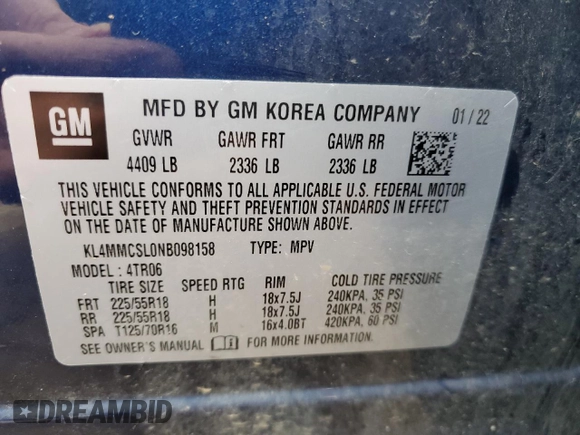 GM
MFD BY GM KOREA COMPANY 01/22
GVWR GAWR FRT GAWR RR
4409 LB 2336 LB 2336 LB
THIS VEHICLE CONFORMS TO ALL APPLICABLE U.S. FEDERAL MOTOR
VEHICLE SAFETY AND THEFT PREVENTION STANDARDS IN EFFECT
ON THE DATE OF MANUFACTURE SHOWN ABOVE.
KL4MMCSL0NB098158 TYPE: MPV
MODEL: 4TR06
TIRE SIZE SPEED RTG RIM COLD TIRE PRESSURE
FRT 225/55R18 H 18x7.5J 240KPA, 35 PSI
RR 225/55R18 H 18x7.5J 240KPA, 35 PSI
SPA T125/70R16 M 16x4.0BT 420KPA, 60 PSI
SEE OWNER'S MANUAL FOR MORE INFORMATION.
DREAMBID